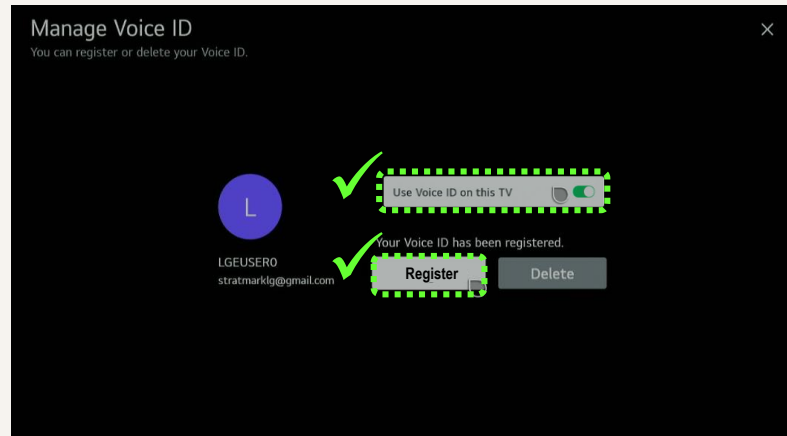 Manage Voice ID
You can register or delete your Voice ID.
L
Use Voice ID on this TV
LGEUSER0
stratmarklg@gmail.com
Your Voice ID has been registered.
Register
Delete